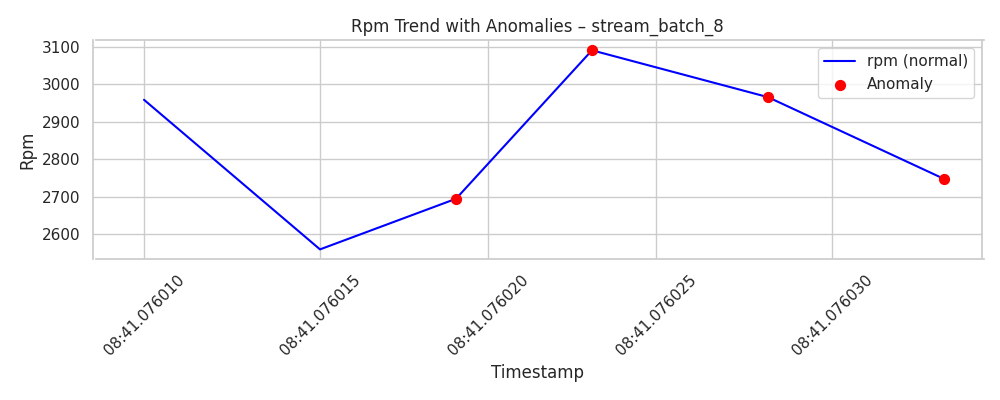 Rpm Trend with Anomalies – stream_batch_8
rpm (normal)
Anomaly
Rpm
3100
3000
2900
2800
2700
2600
08:41.076010
08:41.076015
08:41.076020
08:41.076025
08:41.076030
Timestamp